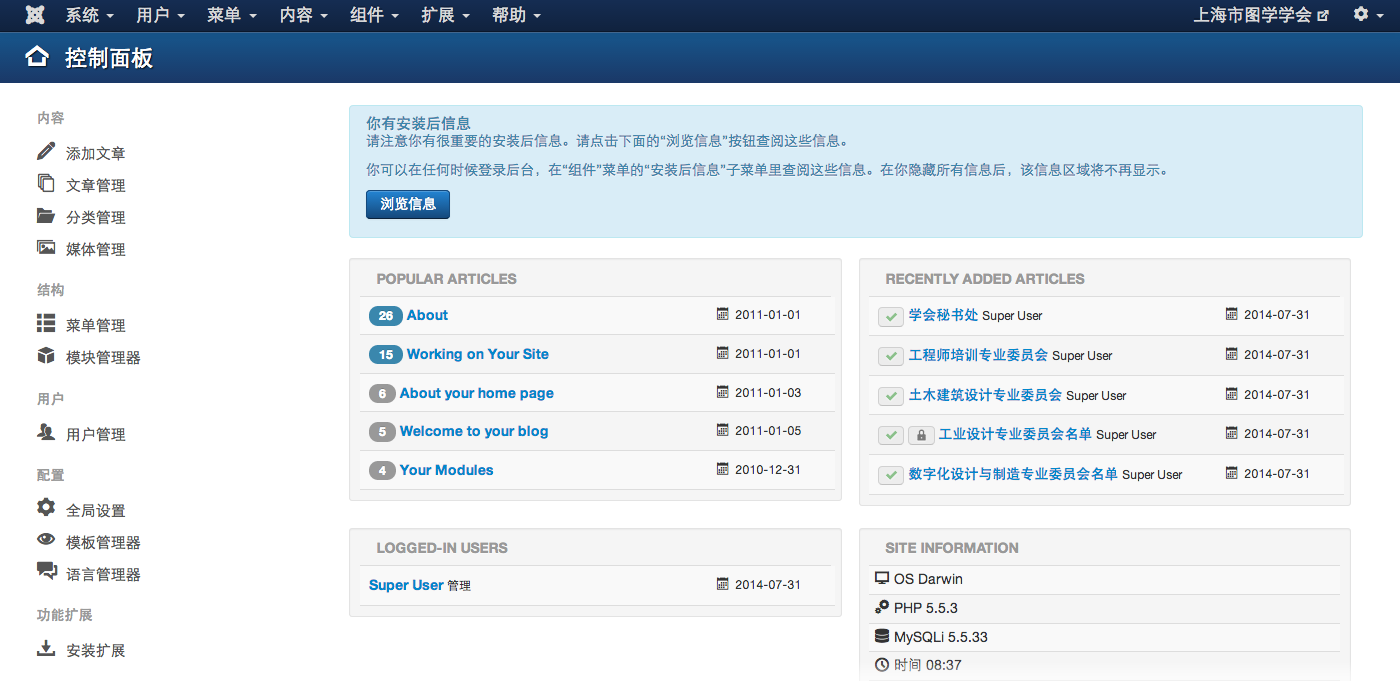 系统 用户 菜单 内容 组件 扩展 帮助 上海市图学学会
控制面板
内容
添加文章
文章管理
分类管理
媒体管理
结构
菜单管理
模块管理器
用户
用户管理
配置
全局设置
模板管理器
语言管理器
功能扩展
安装扩展
你有安装后信息
请注意你有很重要的安装后信息。请点击下面的“浏览信息”按钮查阅这些信息。
你可以在任何时候登录后台，在“组件”菜单的“安装后信息”子菜单里查阅这些信息。在你隐藏所有信息后，该信息区域将不再显示。
浏览信息
POPULAR ARTICLES
26 About 2011-01-01
15 Working on Your Site 2011-01-01
6 About your home page 2011-01-03
5 Welcome to your blog 2011-01-05
4 Your Modules 2010-12-31
RECENTLY ADDED ARTICLES
学会秘书处 Super User 2014-07-31
工程师培训专业委员会 Super User 2014-07-31
土木建筑设计专业委员会 Super User 2014-07-31
工业设计专业委员会名单 Super User 2014-07-31
数字化设计与制造专业委员会名单 Super User 2014-07-31
LOGGED-IN USERS
Super User 管理 2014-07-31
SITE INFORMATION
OS Darwin
PHP 5.5.3
MySQLi 5.5.33
时间 08:37